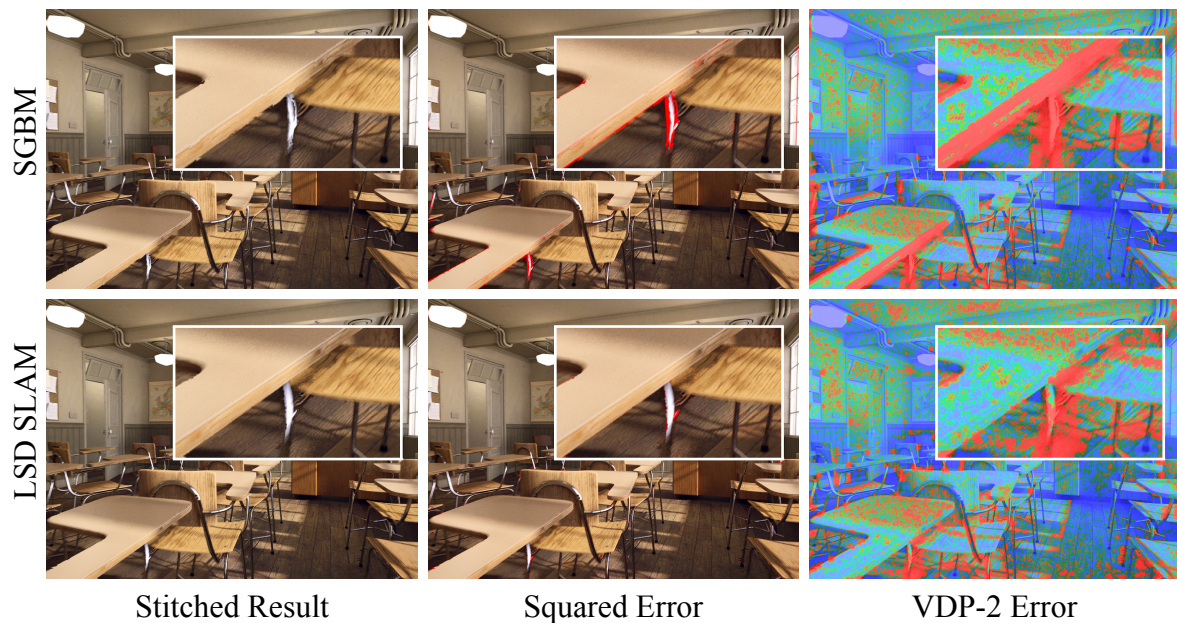 SGBM
LSD SLAM
Stitched Result
Squared Error
VDP-2 Error